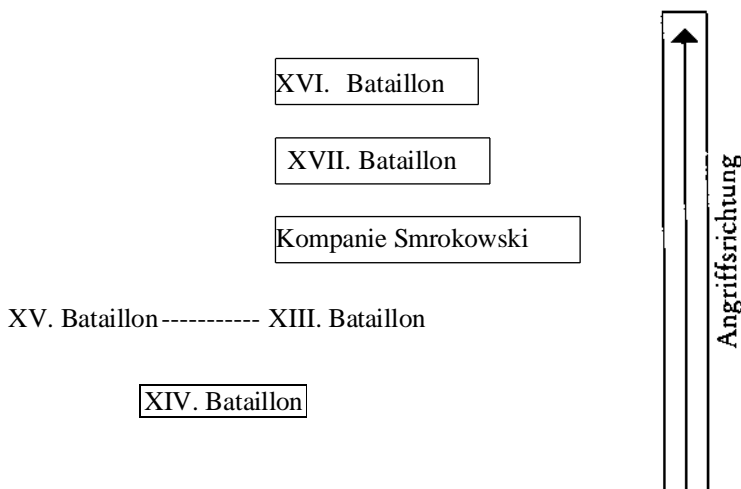 XVI. Bataillon
XVII. Bataillon
Kompanie Smrokowski
XV. Bataillon ----------- XIII. Bataillon
XIV. Bataillon
Angriffsrichtung